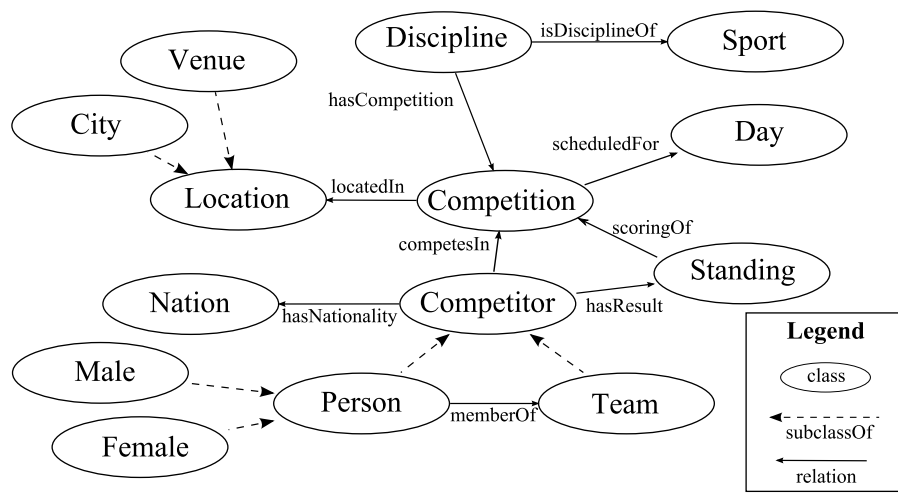 Discipline
isDisciplineOf
Sport
Venue
hasCompetition
City
scheduledFor
Day
Location
locatedIn
Competition
competesIn
scoringOf
Standing
Nation
hasNationality
Competitor
hasResult
Legend
Male
class
Person
memberOf
Team
subclassOf
Female
relation